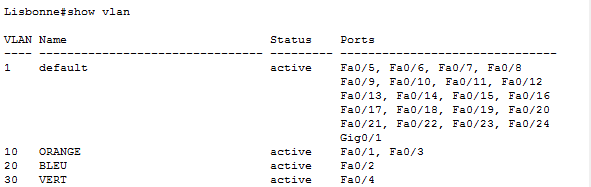 Lisbonne#show vlan
VLAN Name                             Status    Ports
---- -------------------------------- --------- -------------------------------
1    default                          active    Fa0/5, Fa0/6, Fa0/7, Fa0/8
                                                Fa0/9, Fa0/10, Fa0/11, Fa0/12
                                                Fa0/13, Fa0/14, Fa0/15, Fa0/16
                                                Fa0/17, Fa0/18, Fa0/19, Fa0/20
                                                Fa0/21, Fa0/22, Fa0/23, Fa0/24
                                                Gig0/1
10   ORANGE                           active    Fa0/1, Fa0/3
20   BLEU                             active    Fa0/2
30   VERT                             active    Fa0/4